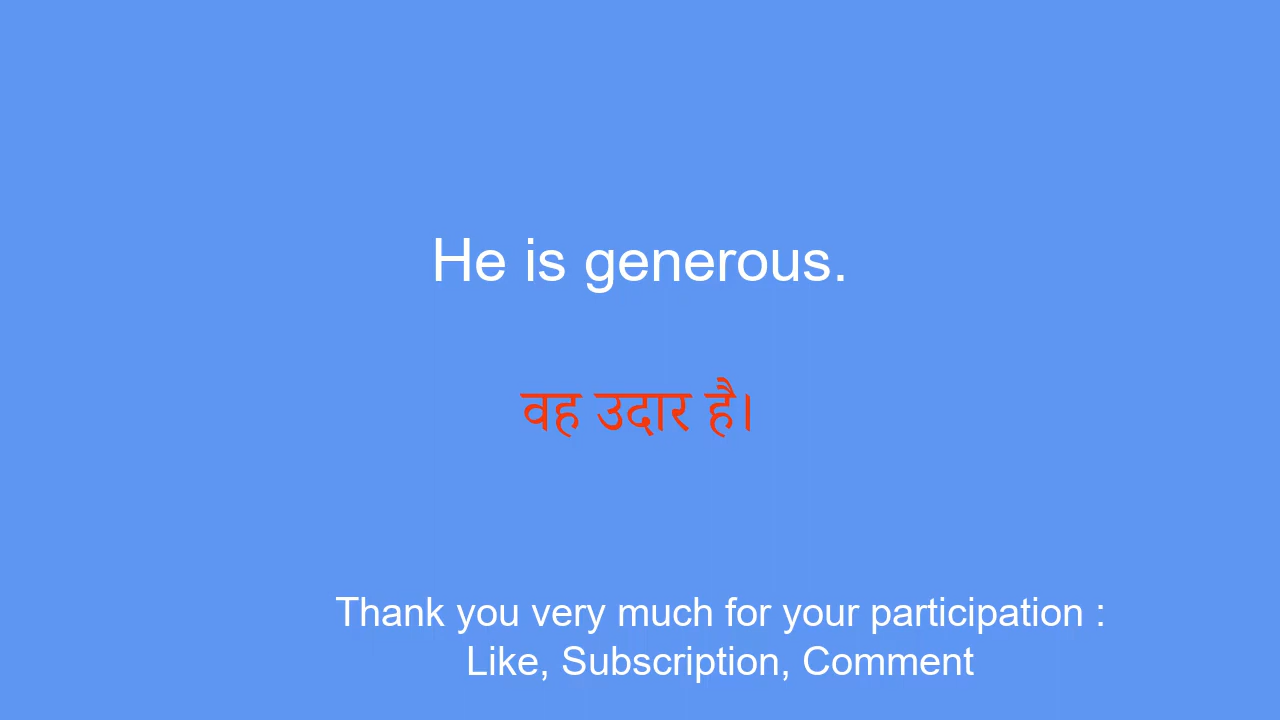 He is generous.
वह उदार है।
Thank you very much for your participation :
Like, Subscription, Comment